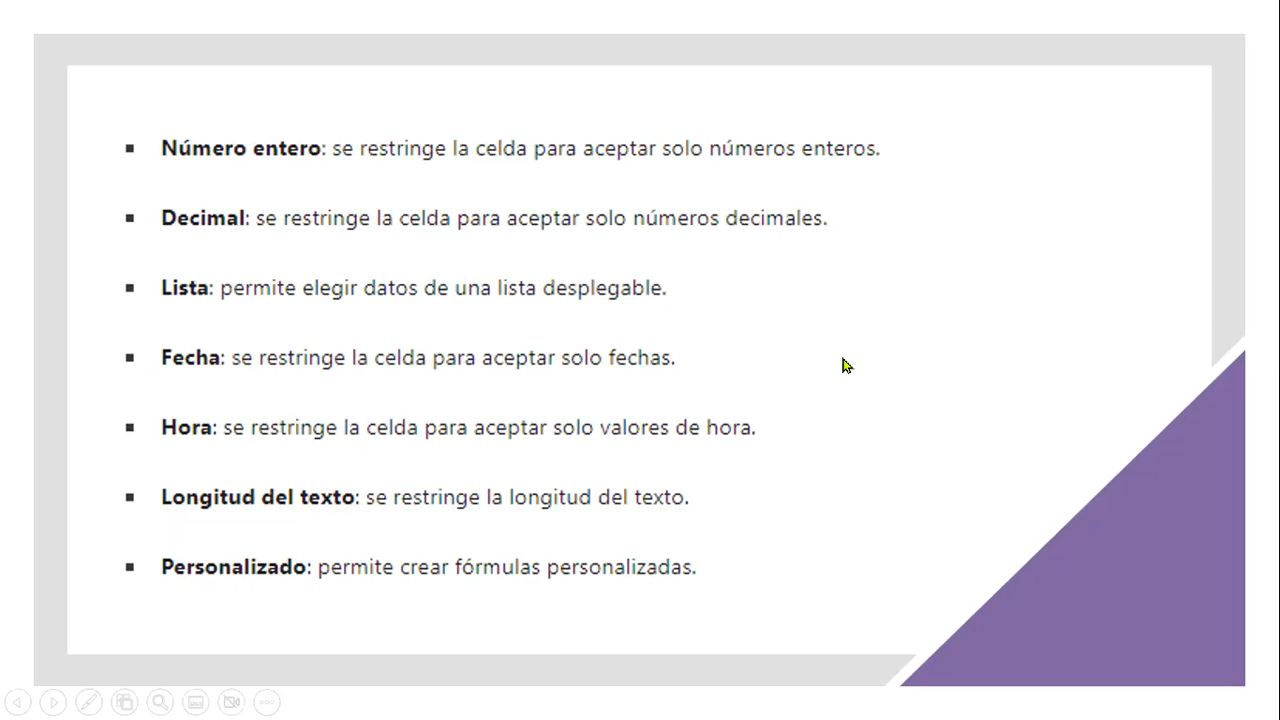 ▪ Número entero: se restringe la celda para aceptar solo números enteros.
▪ Decimal: se restringe la celda para aceptar solo números decimales.
▪ Lista: permite elegir datos de una lista desplegable.
▪ Fecha: se restringe la celda para aceptar solo fechas.
▪ Hora: se restringe la celda para aceptar solo valores de hora.
▪ Longitud del texto: se restringe la longitud del texto.
▪ Personalizado: permite crear fórmulas personalizadas.